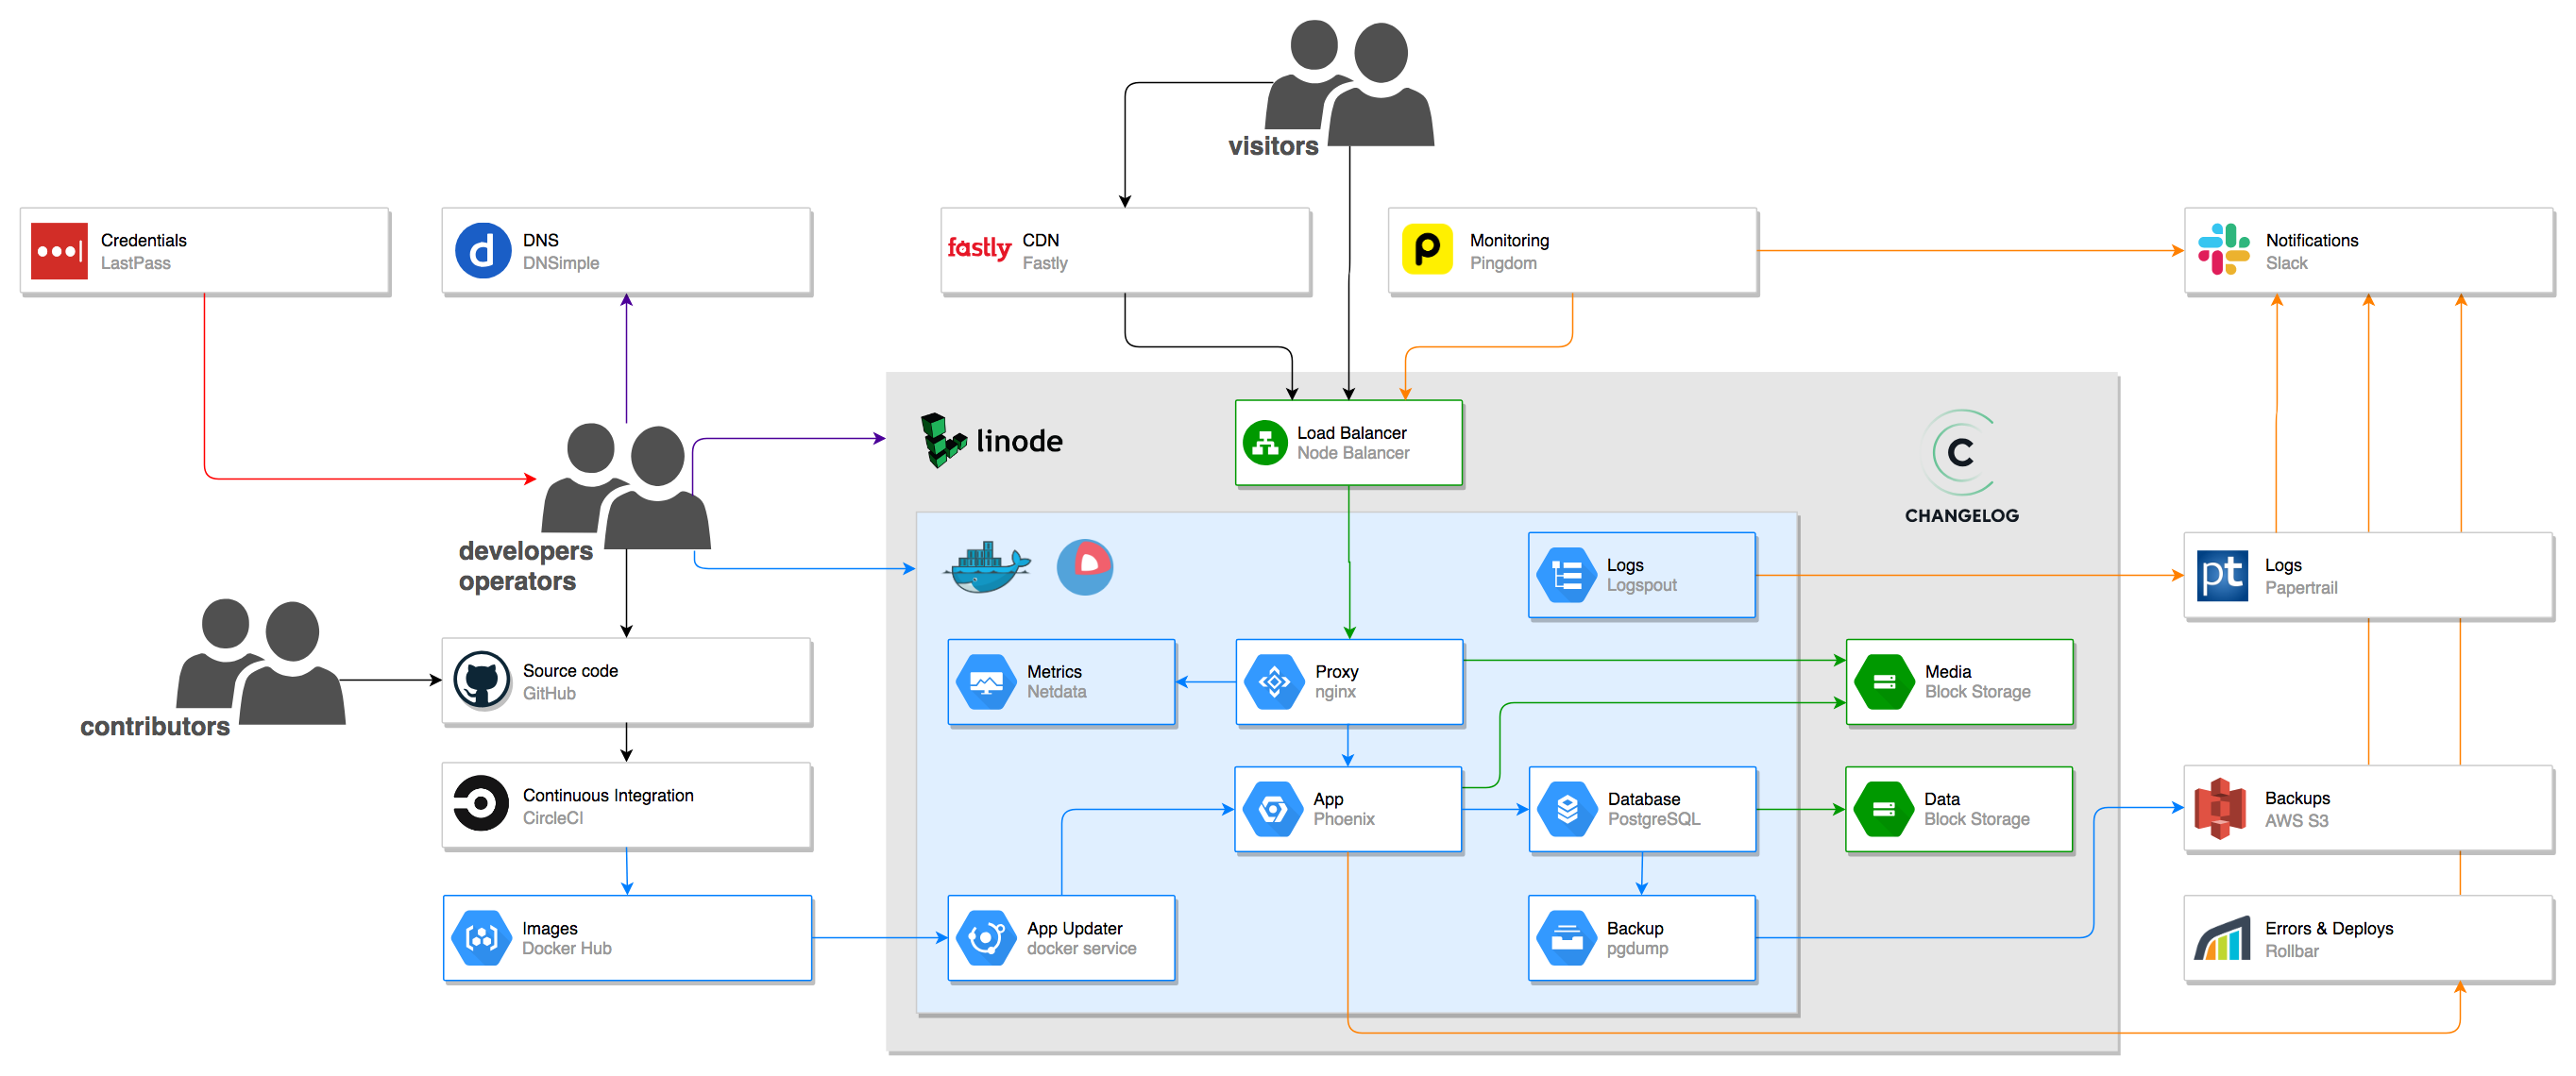 visitors
Credentials
LastPass
d
DNS
DNSimple
fastly
CDN
Fastly
p
Monitoring
Pingdom
Notifications
Slack
linode
Load Balancer
Node Balancer
C
CHANGELOG
developers
operators
Logs
Logspout
pt
Logs
Papertrail
contributors
Source code
GitHub
Metrics
Netdata
Proxy
nginx
Media
Block Storage
Continuous Integration
CircleCI
App
Phoenix
Database
PostgreSQL
Data
Block Storage
Backups
AWS S3
Images
Docker Hub
App Updater
docker service
Backup
pgdump
Errors & Deploys
Rollbar